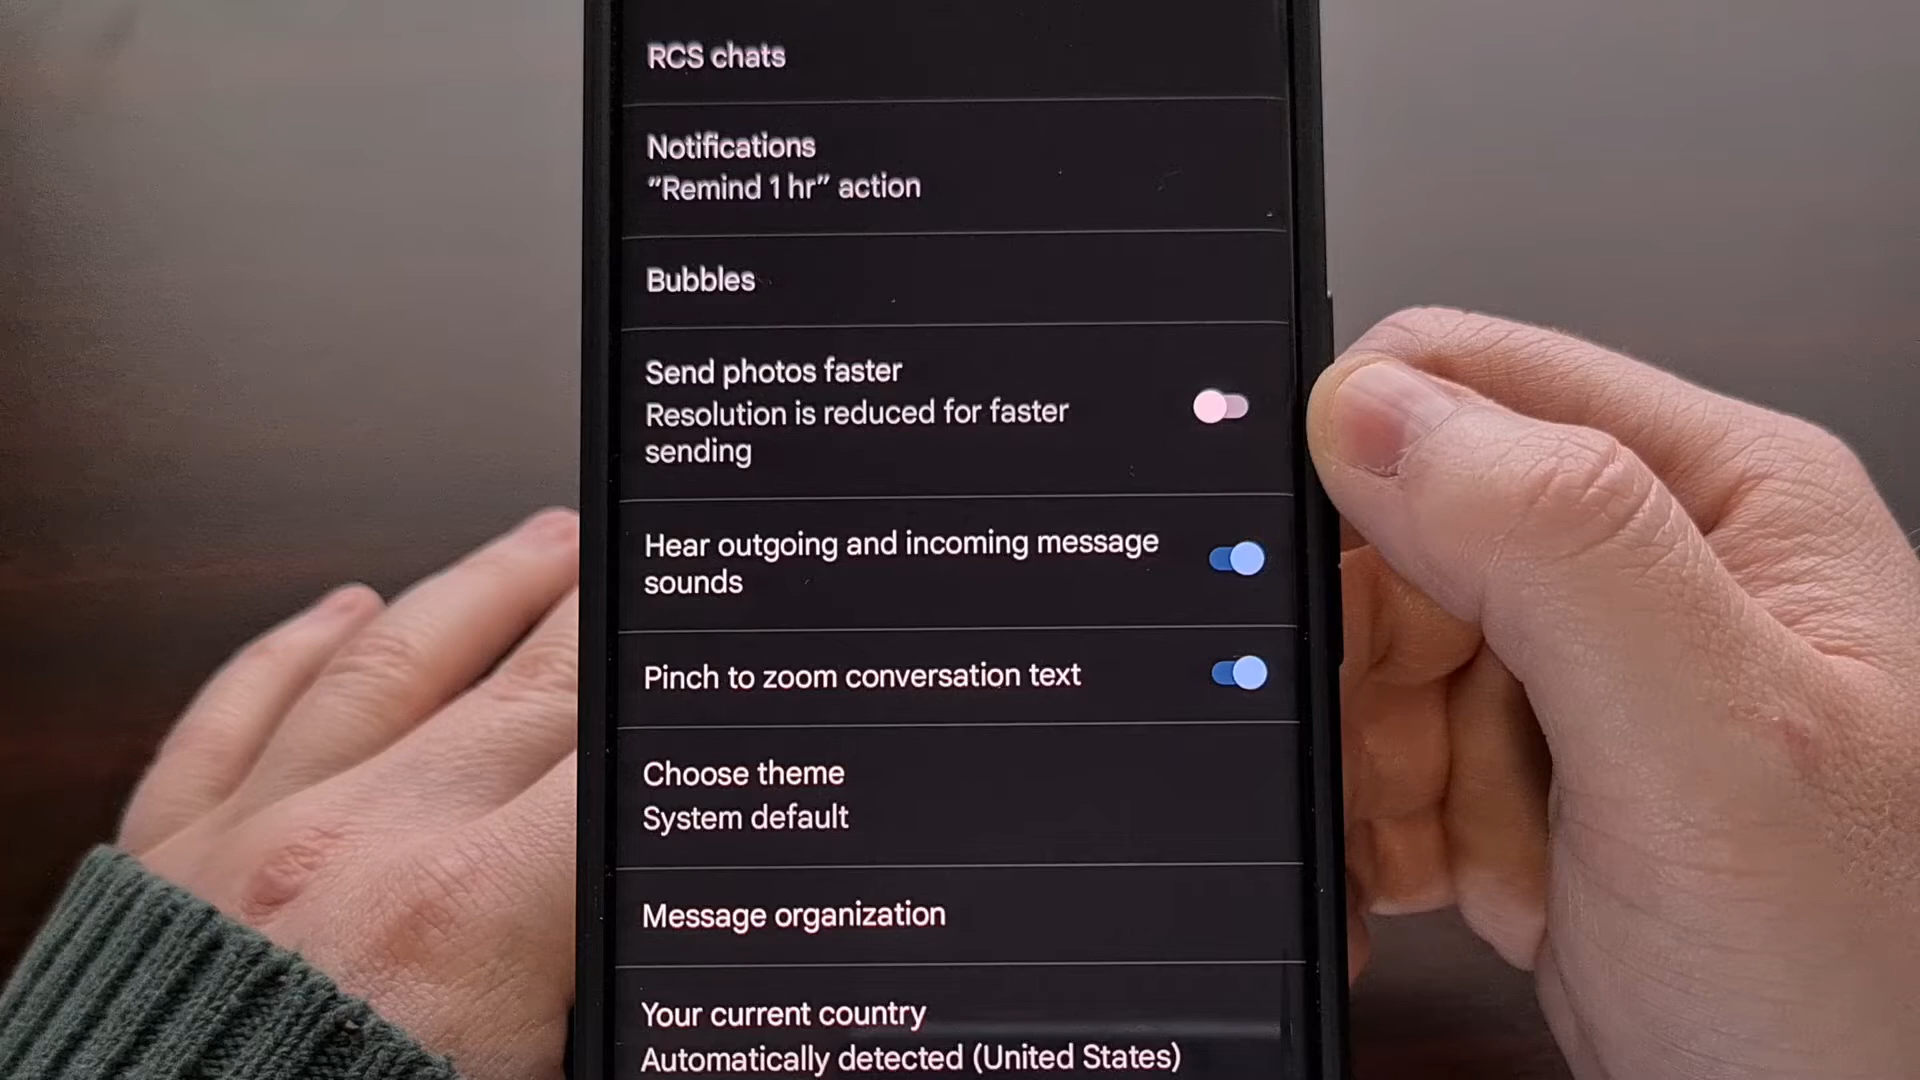 RCS chats
Notifications
“Remind 1 hr” action
Bubbles
Send photos faster
Resolution is reduced for faster
sending
Hear outgoing and incoming message
sounds
Pinch to zoom conversation text
Choose theme
System default
Message organization
Your current country
Automatically detected (United States)